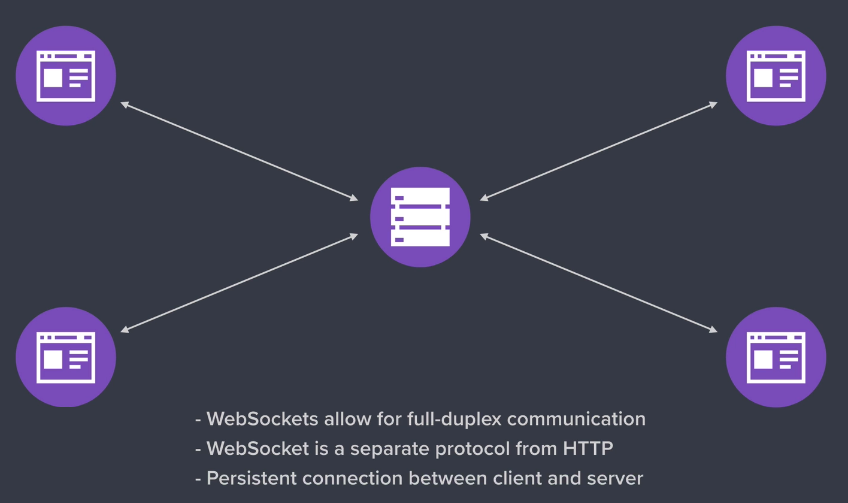 - WebSockets allow for full-duplex communication
- WebSocket is a separate protocol from HTTP
- Persistent connection between client and server